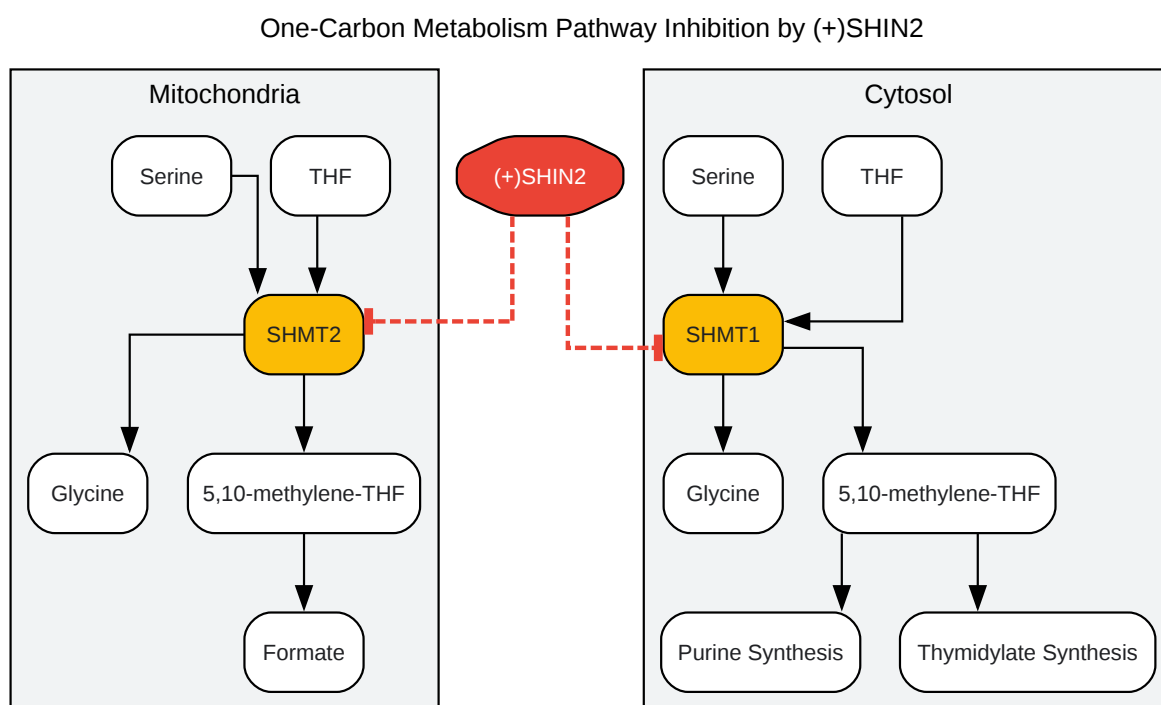 One-Carbon Metabolism Pathway Inhibition by (+)SHIN2
Mitochondria
Serine
THF
SHMT2
Glycine
5,10-methylene-THF
Formate
(+)SHIN2
Cytosol
Serine
THF
SHMT1
Glycine
5,10-methylene-THF
Purine Synthesis
Thymidylate Synthesis